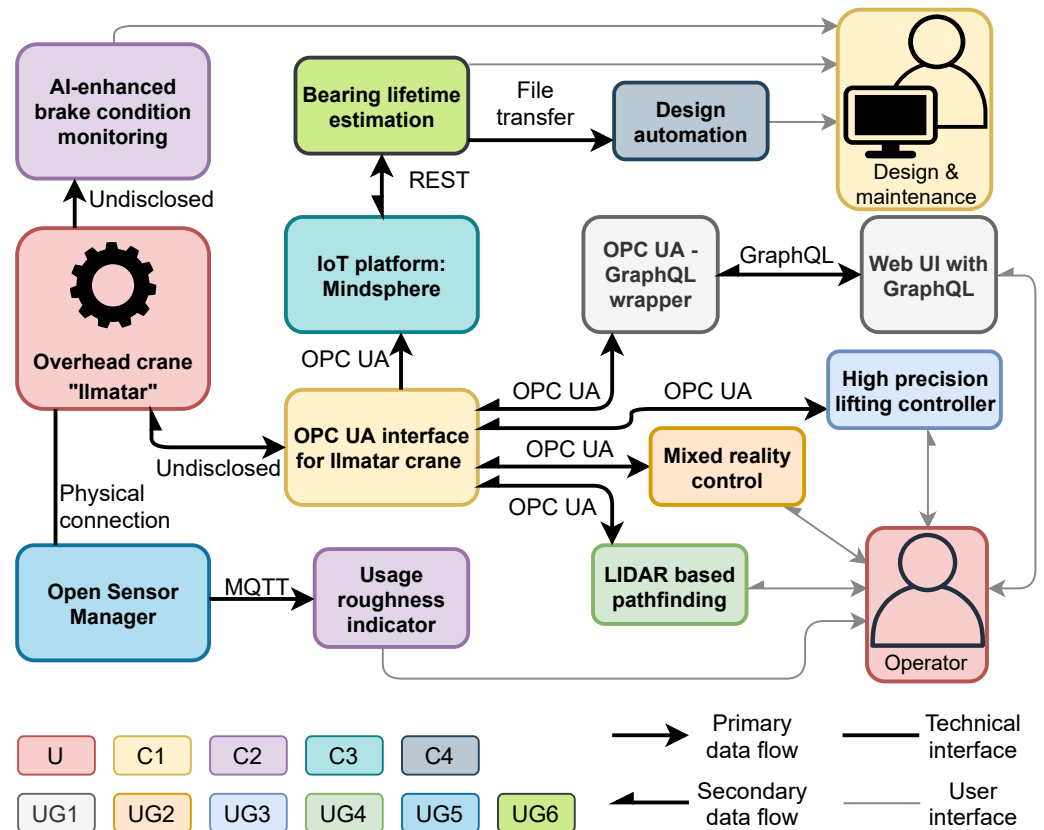 AI-enhanced
brake condition
monitoring
Bearing lifetime
estimation
File
transfer
Design
automation
Design &
maintenance
Undisclosed
REST
Overhead crane
"Ilmatar"
IoT platform:
Mindsphere
OPC UA -
GraphQL
wrapper
GraphQL
Web UI with
GraphQL
OPC UA
OPC UA interface
for Ilmatar crane
Undisclosed
OPC UA
OPC UA
High precision
lifting controller
OPC UA
Mixed reality
control
OPC UA
Physical
connection
Open Sensor
Manager
MQTT
Usage
roughness
indicator
LIDAR based
pathfinding
Operator
U
C1
C2
C3
C4
UG1
UG2
UG3
UG4
UG5
UG6
Primary
data flow
Technical
interface
Secondary
data flow
User
interface